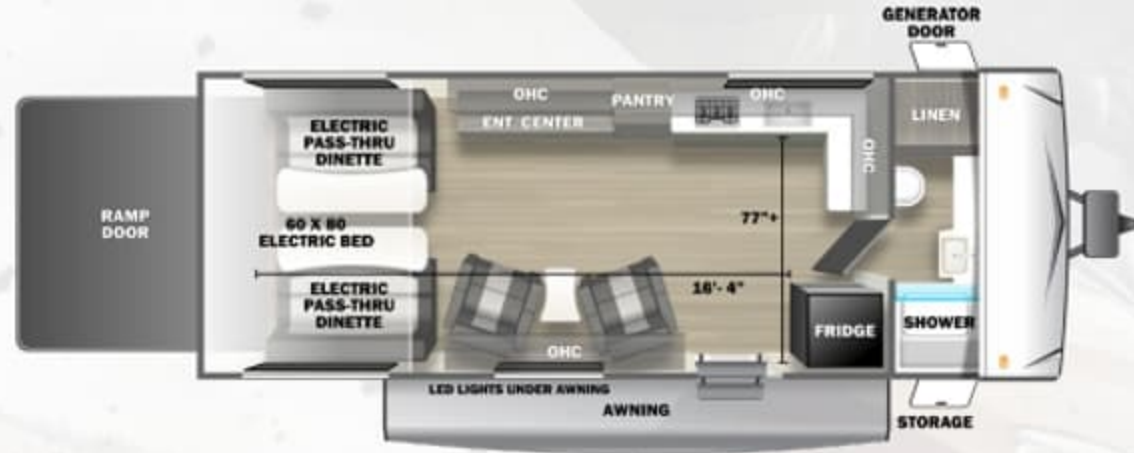 GENERATOR
DOOR
OHC
PANTRY
OHC
LINEN
ENT. CENTER
ELECTRIC
PASS-THRU
DINETTE
OHC
RAMP
DOOR
60 X 80
ELECTRIC BED
77"+
16'- 4"
ELECTRIC
PASS-THRU
DINETTE
FRIDGE
SHOWER
OHC
LED LIGHTS UNDER AWNING
AWNING
STORAGE